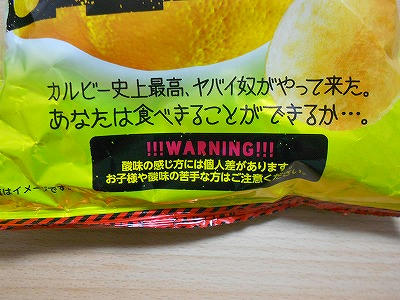 カルビー史上最高、ヤバイ奴がやって来た。
あなたは食べきることができるか…。
!!!WARNING!!!
酸味の感じ方には個人差があります。
お子様や酸味の苦手な方はご注意ください。
はイメージです。